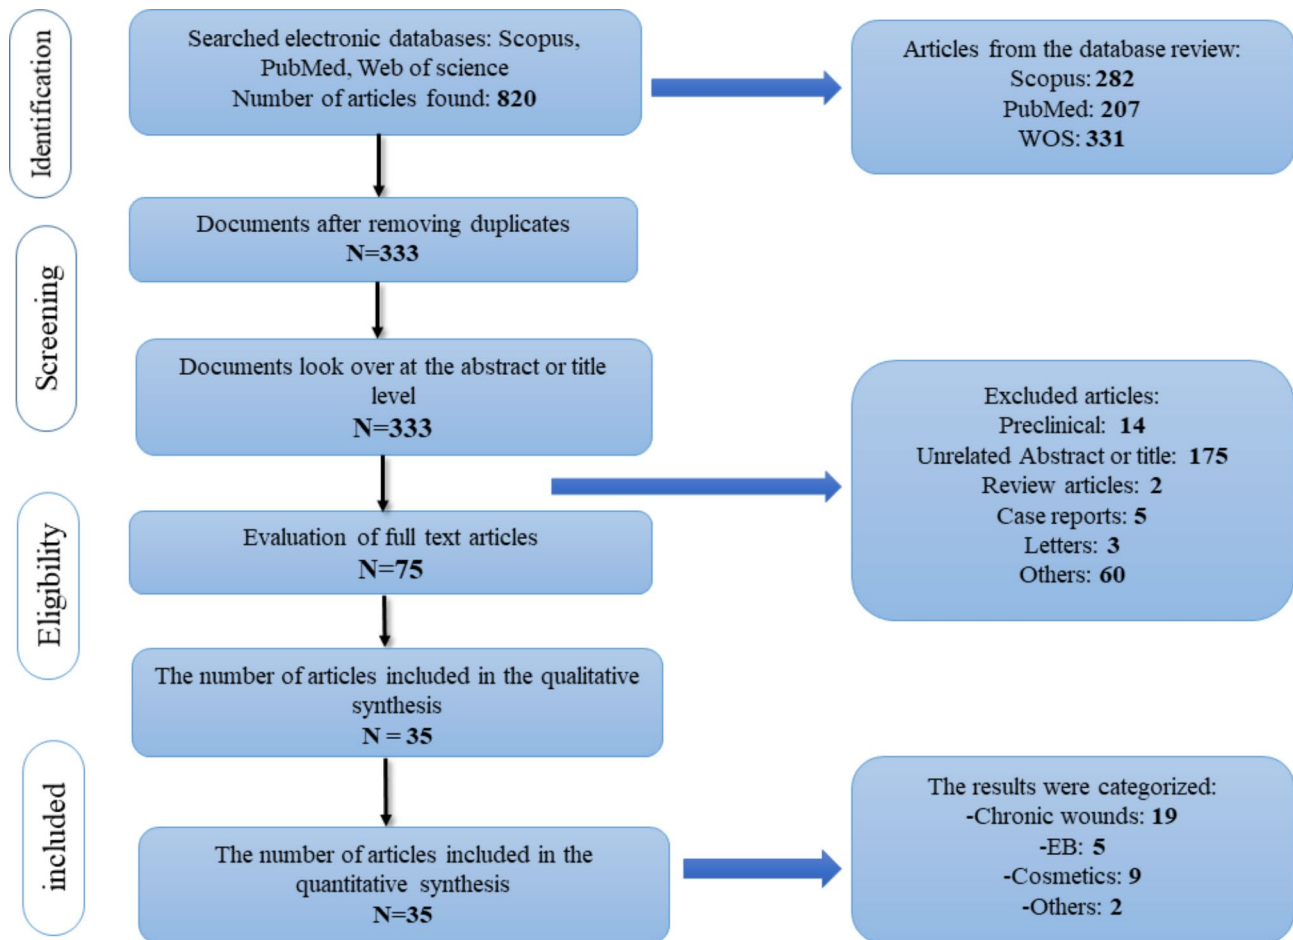 Identification
Searched electronic databases: Scopus,
PubMed, Web of science
Number of articles found: 820
Articles from the database review:
Scopus: 282
PubMed: 207
WOS: 331
Screening
Documents after removing duplicates
N=333
Documents look over at the abstract or title
level
N=333
Excluded articles:
Preclinical: 14
Unrelated Abstract or title: 175
Review articles: 2
Case reports: 5
Letters: 3
Others: 60
Eligibility
Evaluation of full text articles
N=75
The number of articles included in the qualitative
synthesis
N = 35
included
The number of articles included in the
quantitative synthesis
N=35
The results were categorized:
-Chronic wounds: 19
-EB: 5
-Cosmetics: 9
-Others: 2